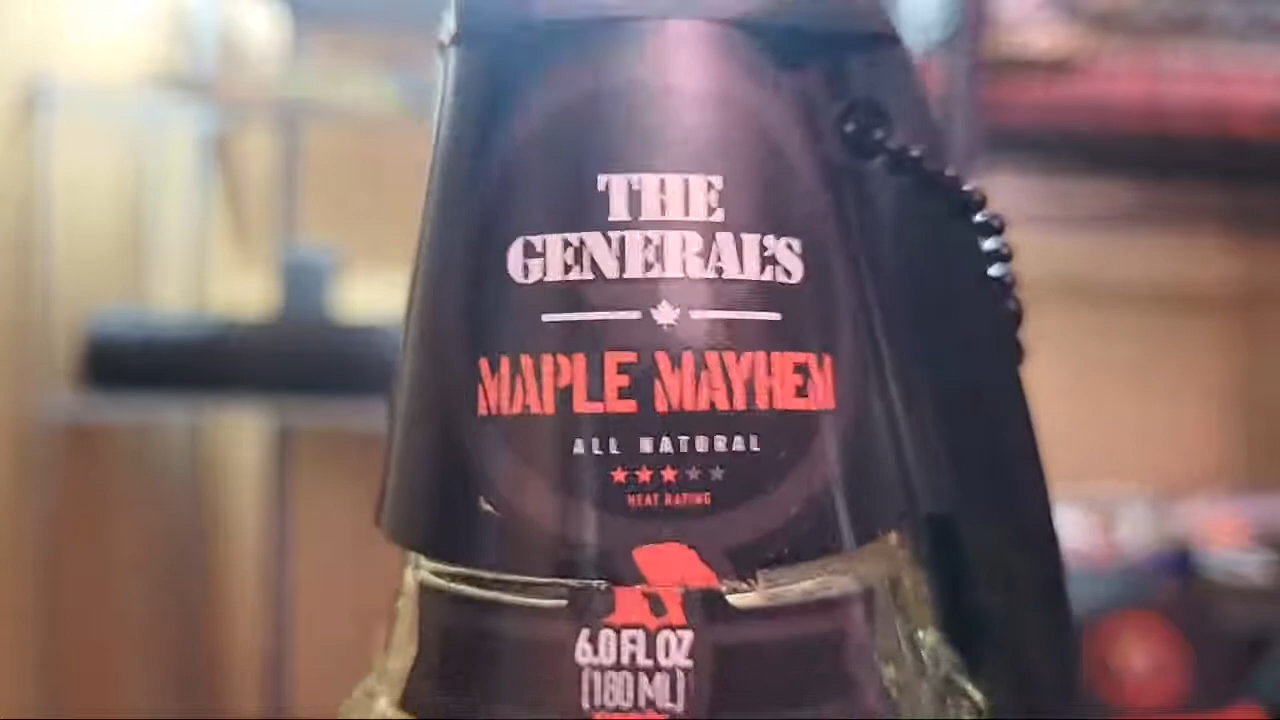 THE
GENERAL'S
MAPLE MAYHEM
ALL NATURAL
HEAT RATING
6.0 FL OZ
(180 ML)